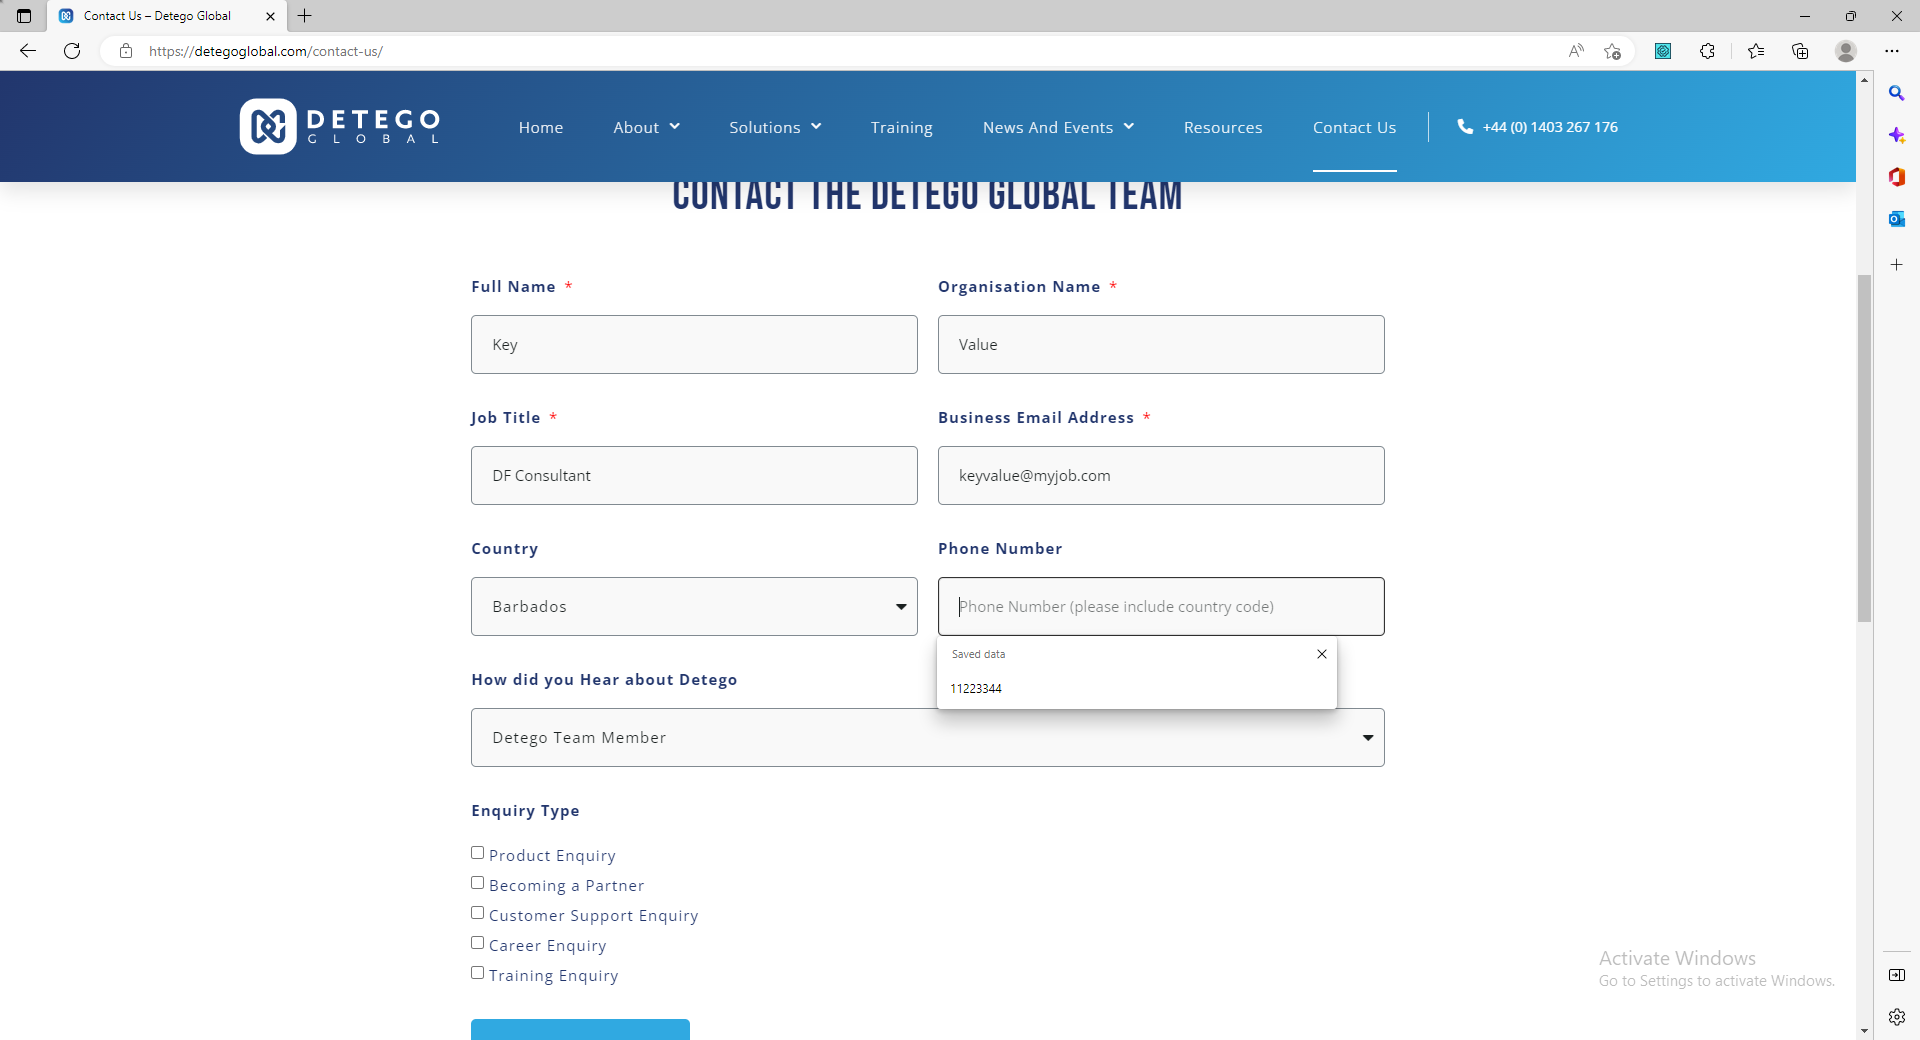 Contact Us – Detego Global
https://detegoglobal.com/contact-us/
DETEGO
GLOBAL
Home
About
Solutions
Training
News And Events
Resources
Contact Us
+44 (0) 1403 267 176
CONTACT THE DETEGO GLOBAL TEAM
Full Name *
Organisation Name *
Key
Value
Job Title *
Business Email Address *
DF Consultant
keyvalue@myjob.com
Country
Phone Number
Barbados
Phone Number (please include country code)
Saved data
11223344
How did you Hear about Detego
Detego Team Member
Enquiry Type
Product Enquiry
Becoming a Partner
Customer Support Enquiry
Career Enquiry
Training Enquiry
Activate Windows
Go to Settings to activate Windows.